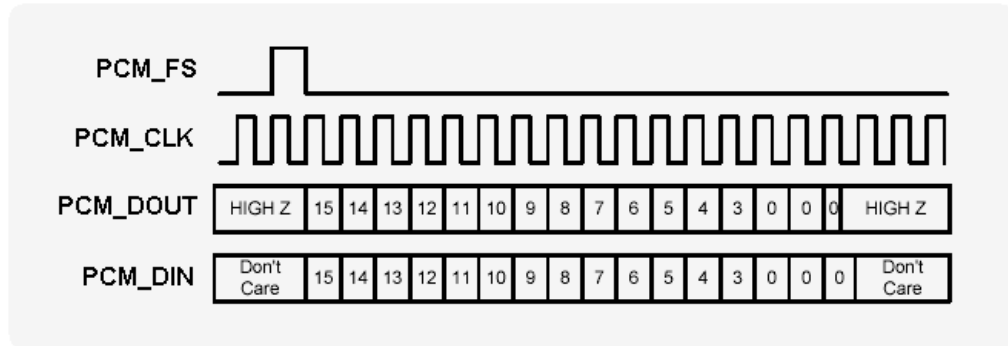 PCM_FS
PCM_CLK
PCM_DOUT HIGH Z 15 14 13 12 11 10 9 8 7 6 5 4 3 0 0 0 HIGH Z
PCM_DIN Don't Care 15 14 13 12 11 10 9 8 7 6 5 4 3 0 0 0 Don't Care